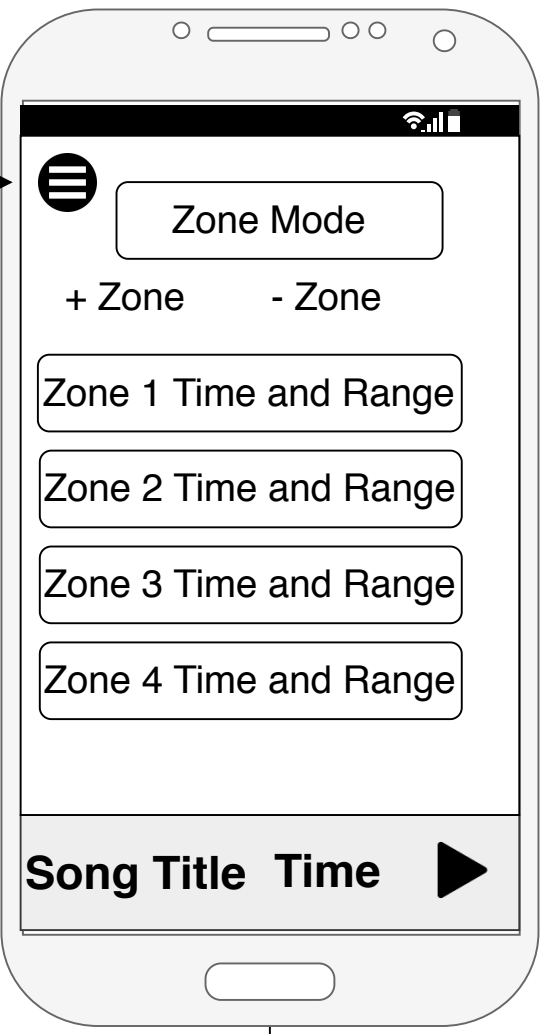 Zone Mode
+ Zone - Zone
Zone 1 Time and Range
Zone 2 Time and Range
Zone 3 Time and Range
Zone 4 Time and Range
Song Title Time